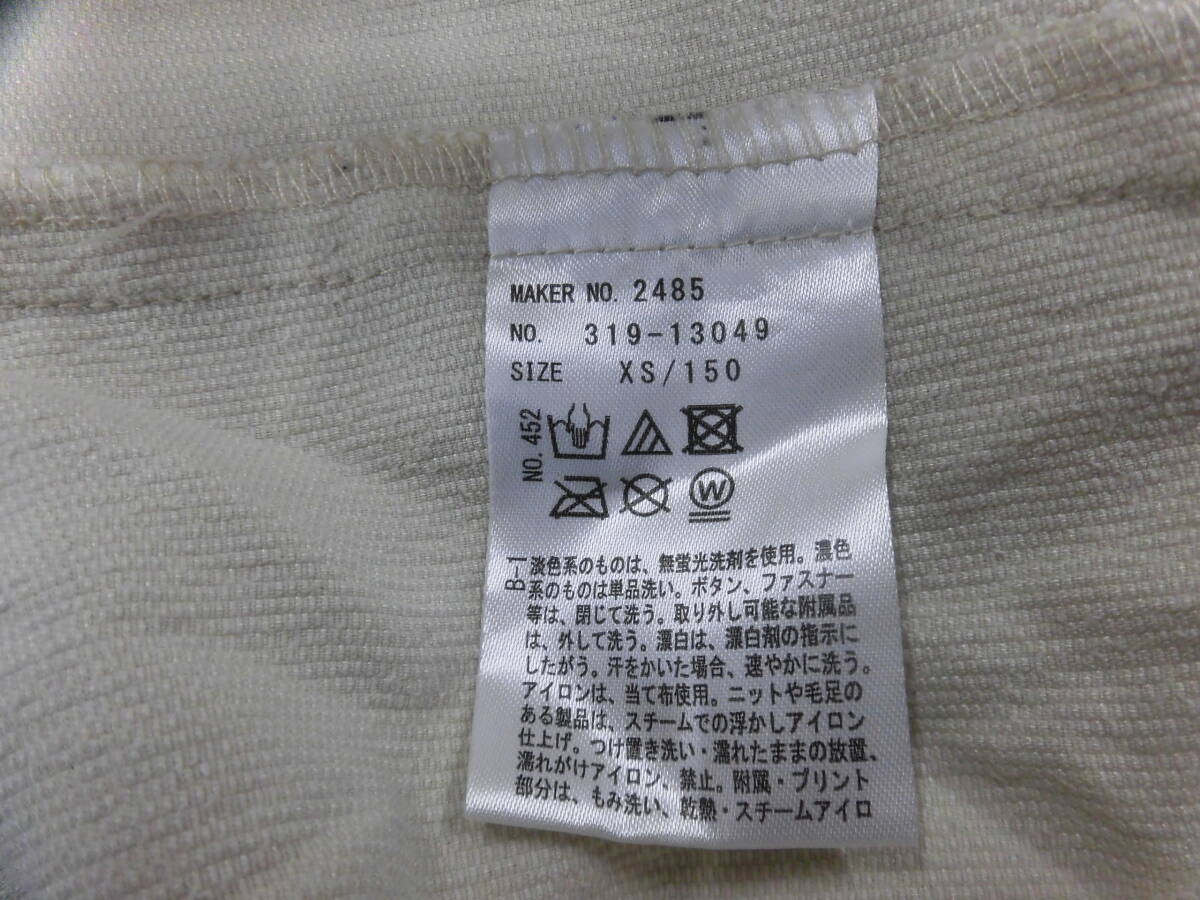 MAKER NO. 2485
NO. 319-13049
SIZE XS/150
NO. 452
W
B-1
淡色系のものは、無蛍光洗剤を使用。濃色
系のものは単品洗い。ボタン、ファスナー
等は、閉じて洗う。取り外し可能な附属品
は、外して洗う。漂白は、漂白剤の指示に
したがう。汗をかいた場合、速やかに洗う。
アイロンは、当て布使用。ニットや毛足の
ある製品は、スチームでの浮かしアイロン
仕上げ。つけ置き洗い・濡れたままの放置、
濡れがけアイロン、禁止。附属・プリント
部分は、もみ洗い、乾熱・スチームアイロ